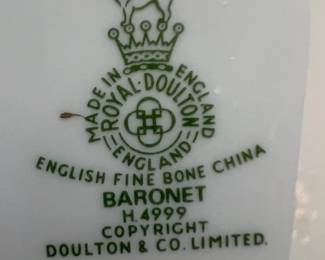 MADE IN ENGLAND
ROYAL·DOULTON
ENGLAND
ENGLISH FINE BONE CHINA
BARONET
H.4999
COPYRIGHT
DOULTON & CO. LIMITED.